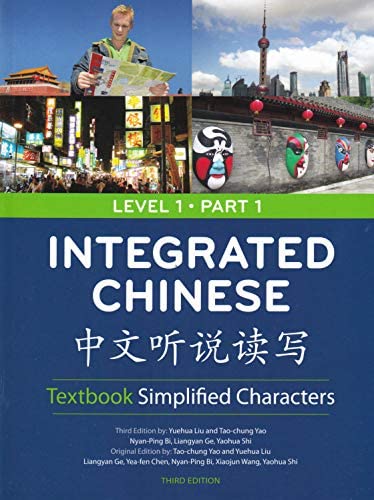 LEVEL 1 • PART 1
INTEGRATED
CHINESE
中文听说读写
Textbook Simplified Characters
Third Edition by: Yuehua Liu and Tao-chung Yao
Nyan-Ping Bi, Liangyan Ge, Yaohua Shi
Original Edition by: Tao-chung Yao and Yuehua Liu
Liangyan Ge, Yea-fen Chen, Nyan-Ping Bi, Xiaojun Wang, Yaohua Shi
THIRD EDITION